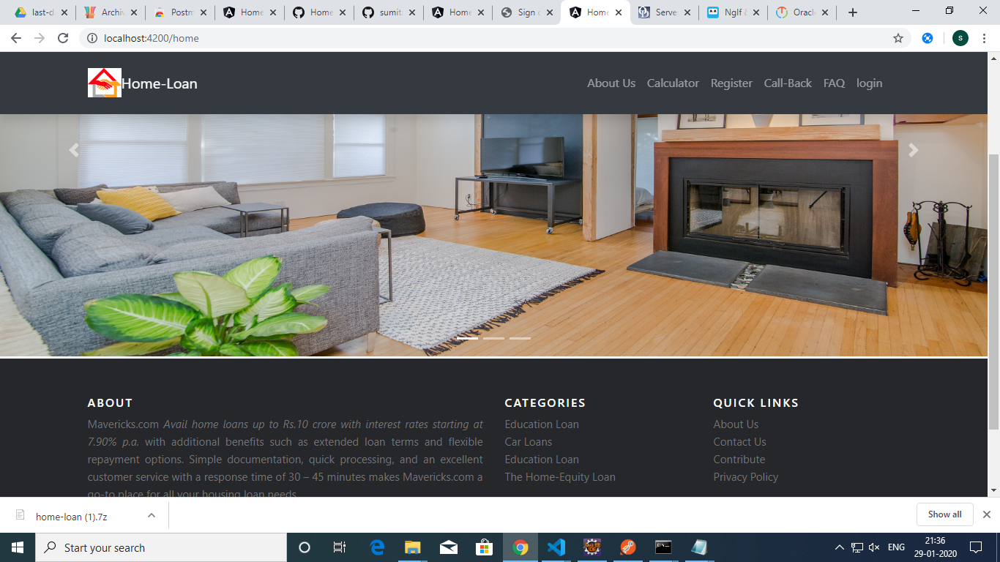 last-d
Archiv
Postm
Home
Home
sumit
Home
Sign o
Home
Serve
NgIf
Oracl
localhost:4200/home
S
Home-Loan
About Us Calculator Register Call-Back FAQ login
ABOUT
Mavericks.com Avail home loans up to Rs.10 crore with interest rates starting at
7.90% p.a. with additional benefits such as extended loan terms and flexible
repayment options. Simple documentation, quick processing, and an excellent
customer service with a response time of 30 – 45 minutes makes Mavericks.com a
go-to place for all your housing loan needs
CATEGORIES
Education Loan
Car Loans
Education Loan
The Home-Equity Loan
QUICK LINKS
About Us
Contact Us
Contribute
Privacy Policy
home-loan (1).7z
Show all
Start your search
ENG
21:36
29-01-2020